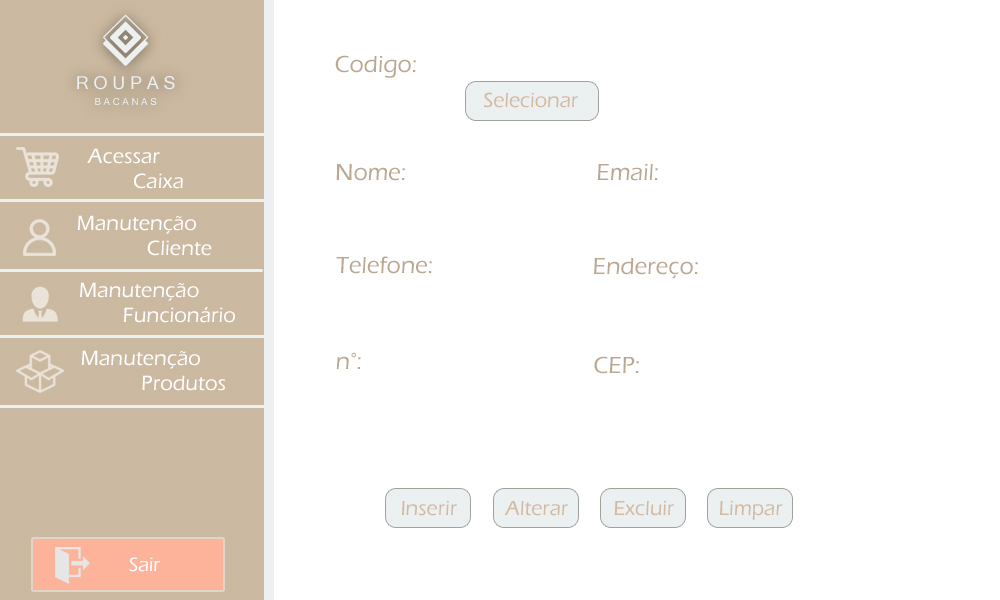 ROUPAS
BACANAS
Acessar
Caixa
Manutenção
Cliente
Manutenção
Funcionário
Manutenção
Produtos
Sair
Codigo:
Selecionar
Nome:
Email:
Telefone:
Endereço:
n°:
CEP:
Inserir
Alterar
Excluir
Limpar